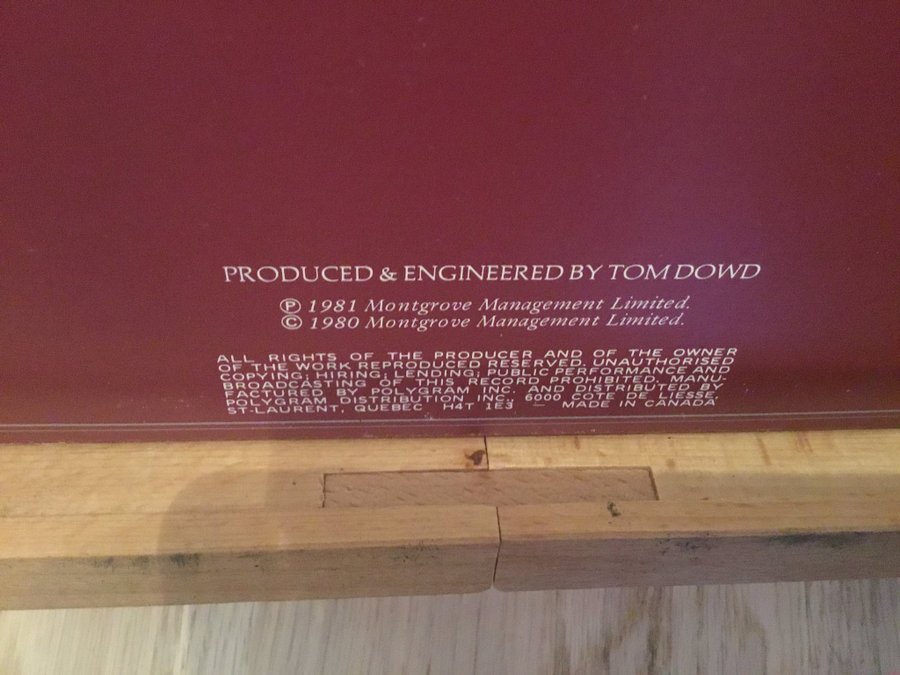 PRODUCED & ENGINEERED BY TOM DOWD
℗ 1981 Montgrove Management Limited.
© 1980 Montgrove Management Limited.
ALL RIGHTS OF THE PRODUCER AND OF THE OWNER
OF THE WORK REPRODUCED RESERVED. UNAUTHORISED
COPYING, HIRING, LENDING, PUBLIC PERFORMANCE AND
BROADCASTING OF THIS RECORD PROHIBITED. MANU-
FACTURED BY POLYGRAM INC. AND DISTRIBUTED BY
POLYGRAM DISTRIBUTION INC., 6000 COTE DE LIESSE,
ST-LAURENT, QUEBEC H4T 1E3 — MADE IN CANADA